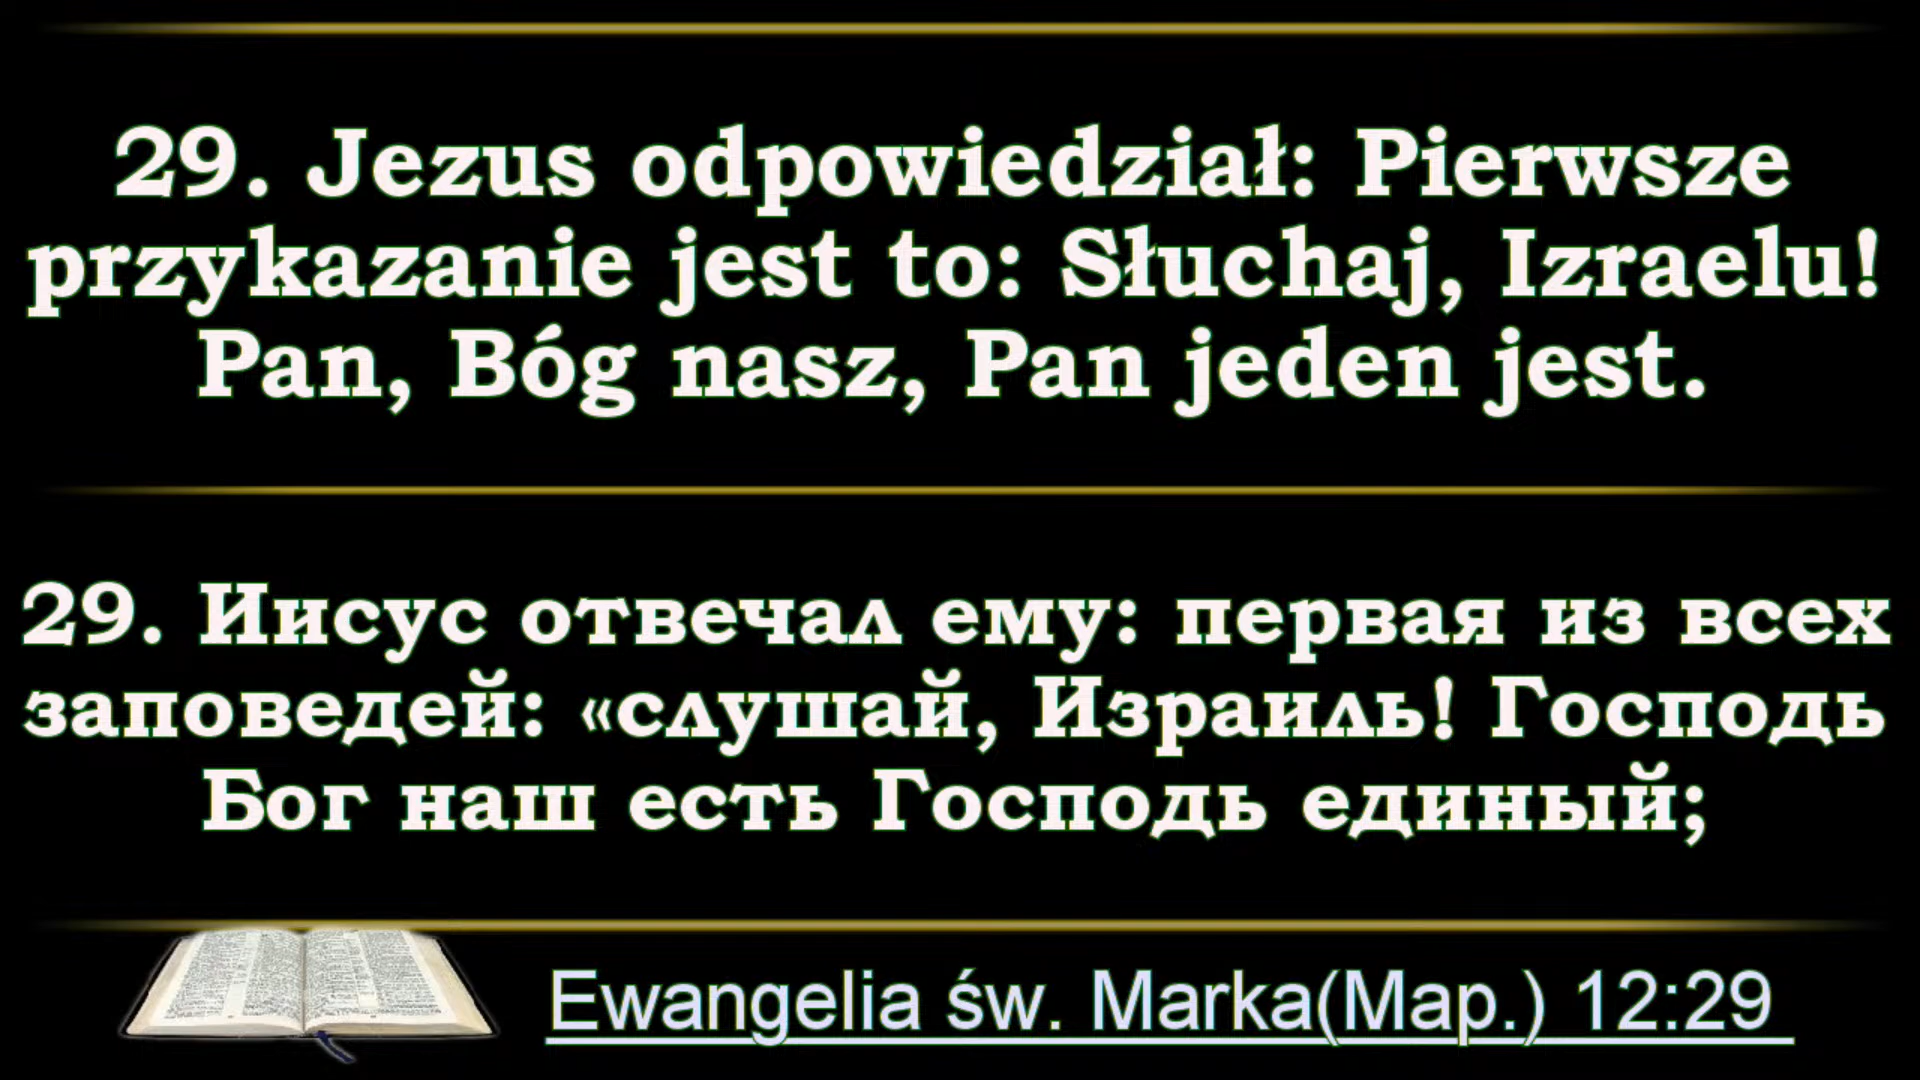 29. Jezus odpowiedział: Pierwsze
przykazanie jest to: Słuchaj, Izraelu!
Pan, Bóg nasz, Pan jeden jest.
29. Иисус отвечал ему: первая из всех
заповедей: «слушай, Израиль! Господь
Бог наш есть Господь единый;
Ewangelia św. Marka(Мар.) 12:29